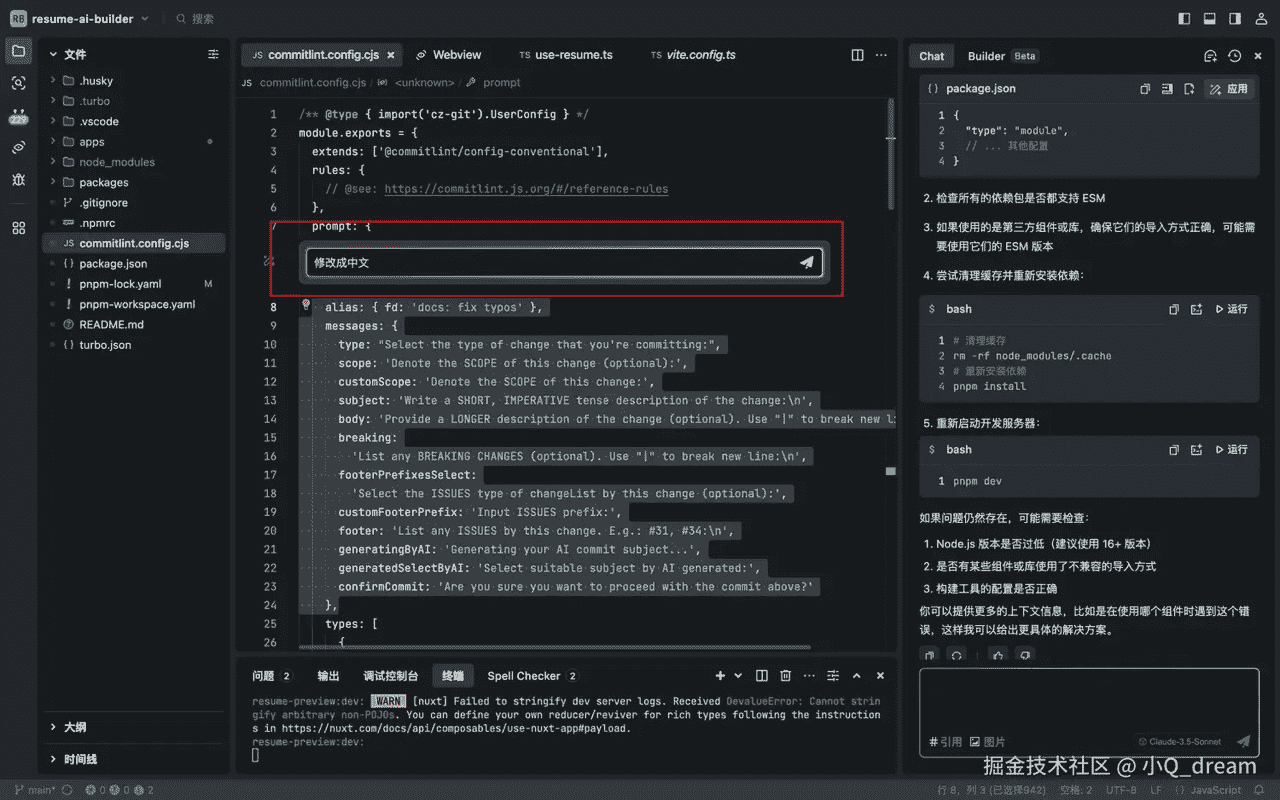 RB resume-ai-builder 搜索
文件
.husky
.turbo
.vscode
apps
node_modules
packages
.gitignore
.npmrc
JS commitlint.config.cjs
{} package.json
! pnpm-lock.yaml M
! pnpm-workspace.yaml
README.md
{} turbo.json
大纲
时间线
JS commitlint.config.cjs × Webview TS use-resume.ts TS vite.config.ts
JS commitlint.config.cjs › <unknown> › prompt
1 /** @type { import('cz-git').UserConfig } */
2 module.exports = {
3 extends: ['@commitlint/config-conventional'],
4 rules: {
5 // @see: https://commitlint.js.org/#/reference-rules
6 },
7 prompt: {
修改成中文
8 alias: { fd: 'docs: fix typos' },
9 messages: {
10 type: "Select the type of change that you're committing:",
11 scope: 'Denote the SCOPE of this change (optional):',
12 customScope: 'Denote the SCOPE of this change:',
13 subject: 'Write a SHORT, IMPERATIVE tense description of the change:\n',
14 body: 'Provide a LONGER description of the change (optional). Use "|" to break new li
15 breaking:
16 'List any BREAKING CHANGES (optional). Use "|" to break new line:\n',
17 footerPrefixesSelect:
18 'Select the ISSUES type of changeList by this change (optional):',
19 customFooterPrefix: 'Input ISSUES prefix:',
20 footer: 'List any ISSUES by this change. E.g.: #31, #34:\n',
21 generatingByAI: 'Generating your AI commit subject...',
22 generatedSelectByAI: 'Select suitable subject by AI generated:',
23 confirmCommit: 'Are you sure you want to proceed with the commit above?'
24 },
25 types: [
26 {
问题 2 输出 调试控制台 终端 Spell Checker 2
resume-preview:dev: WARN [nuxt] Failed to stringify dev server logs. Received DevalueError: Cannot strin
gify arbitrary non-POJOs. You can define your own reducer/reviver for rich types following the instruction
s in https://nuxt.com/docs/api/composables/use-nuxt-app#payload.
resume-preview:dev:
Chat Builder Beta
{} package.json 应用
1 {
2 "type": "module",
3 // ... 其他配置
4 }
2. 检查所有的依赖包是否都支持 ESM
3. 如果使用的是第三方组件或库，确保它们的导入方式正确，可能需
要使用它们的 ESM 版本
4. 尝试清理缓存并重新安装依赖：
$ bash 运行
1 # 清理缓存
2 rm -rf node_modules/.cache
3 # 重新安装依赖
4 pnpm install
5. 重新启动开发服务器：
$ bash 运行
1 pnpm dev
如果问题仍然存在，可能需要检查：
1. Node.js 版本是否过低（建议使用 16+ 版本）
2. 是否有某些组件或库使用了不兼容的导入方式
3. 构建工具的配置是否正确
你可以提供更多的上下文信息，比如是在使用哪个组件时遇到这个错
误，这样我可以给出更具体的解决方案。
# 引用 图片 Claude-3.5-Sonnet
掘金技术社区 @ 小Q_dream
main* 0 0 2 行 8，列 3 (已选择942) 空格: 2 UTF-8 LF {} JavaScript